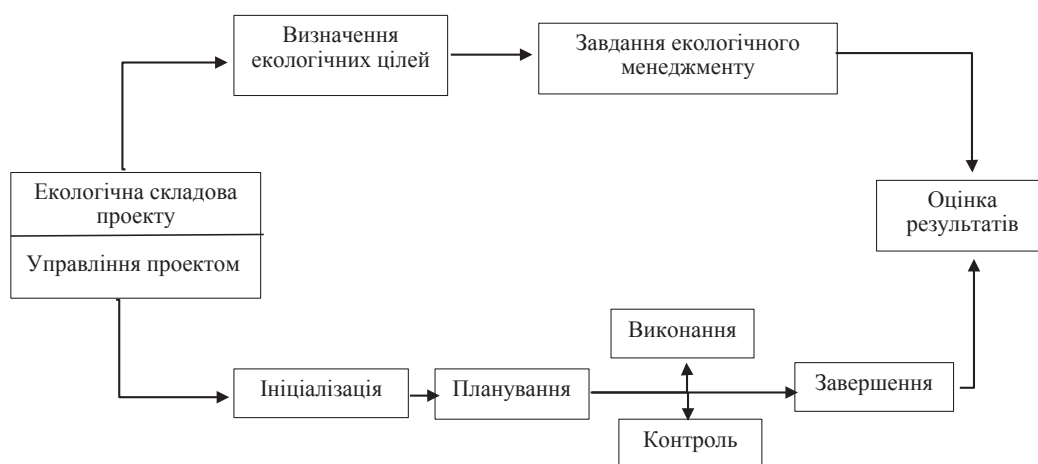 Визначення
екологічних цілей
Завдання екологічного
менеджменту
Екологічна складова
проекту
Управління проектом
Оцінка
результатів
Виконання
Ініціалізація
Планування
Завершення
Контроль